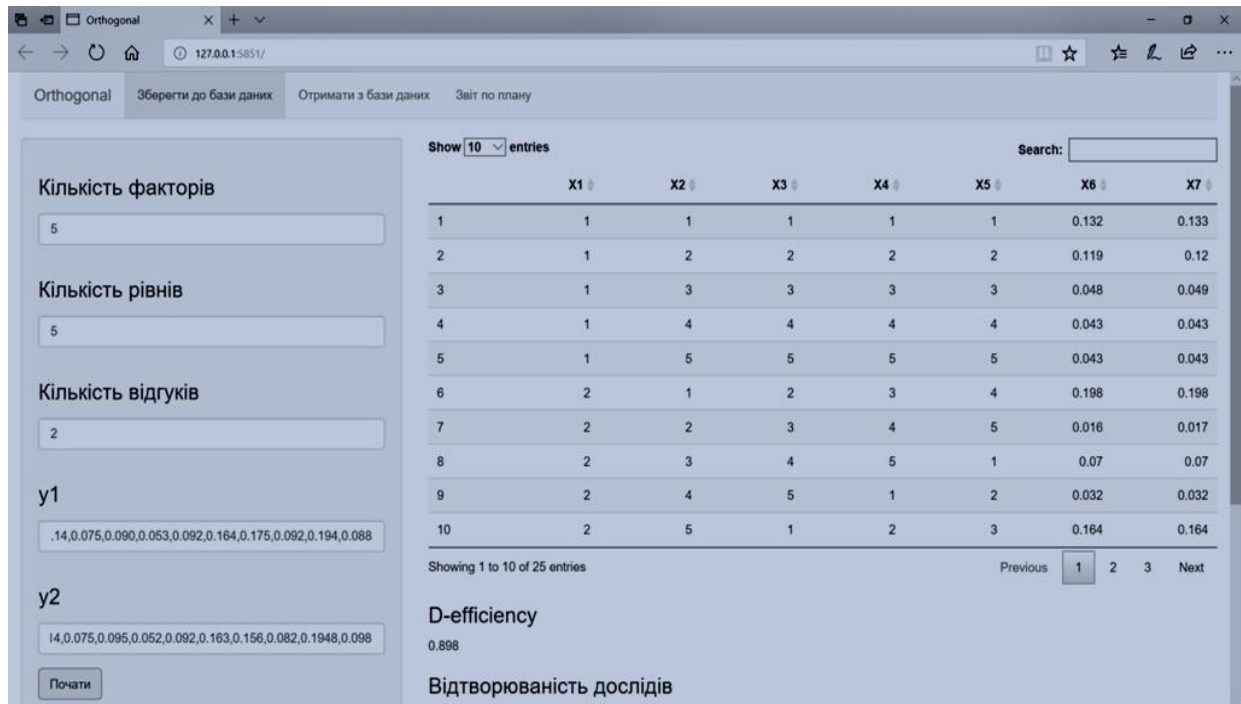 Orthogonal
127.0.0.1:5851/
Orthogonal Зберегти до бази даних Отримати з бази даних Звіт по плану
Кількість факторів
5
Кількість рівнів
5
Кількість відгуків
2
y1
.14,0.075,0.090,0.053,0.092,0.164,0.175,0.092,0.194,0.088
y2
l4,0.075,0.095,0.052,0.092,0.163,0.156,0.082,0.1948,0.098
Почати
Show 10 entries Search:
X1 X2 X3 X4 X5 X6 X7
1 1 1 1 1 1 0.132 0.133
2 1 2 2 2 2 0.119 0.12
3 1 3 3 3 3 0.048 0.049
4 1 4 4 4 4 0.043 0.043
5 1 5 5 5 5 0.043 0.043
6 2 1 2 3 4 0.198 0.198
7 2 2 3 4 5 0.016 0.017
8 2 3 4 5 1 0.07 0.07
9 2 4 5 1 2 0.032 0.032
10 2 5 1 2 3 0.164 0.164
Showing 1 to 10 of 25 entries Previous 1 2 3 Next
D-efficiency
0.898
Відтворюваність дослідів